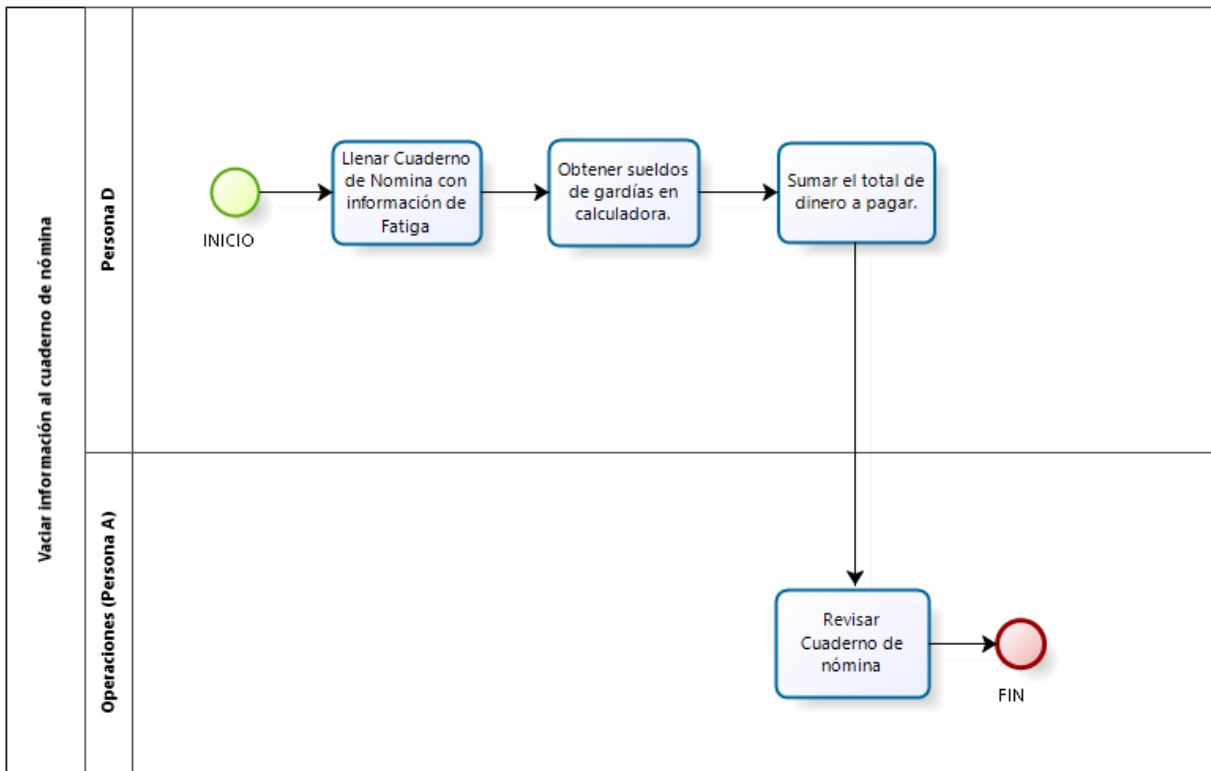 Vaciar información al cuaderno de nómina
Persona D
INICIO
Llenar Cuaderno
de Nomina con
información de
Fatiga
Obtener sueldos
de gardías en
calculadora.
Sumar el total de
dinero a pagar.
Operaciones (Persona A)
Revisar
Cuaderno de
nómina
FIN